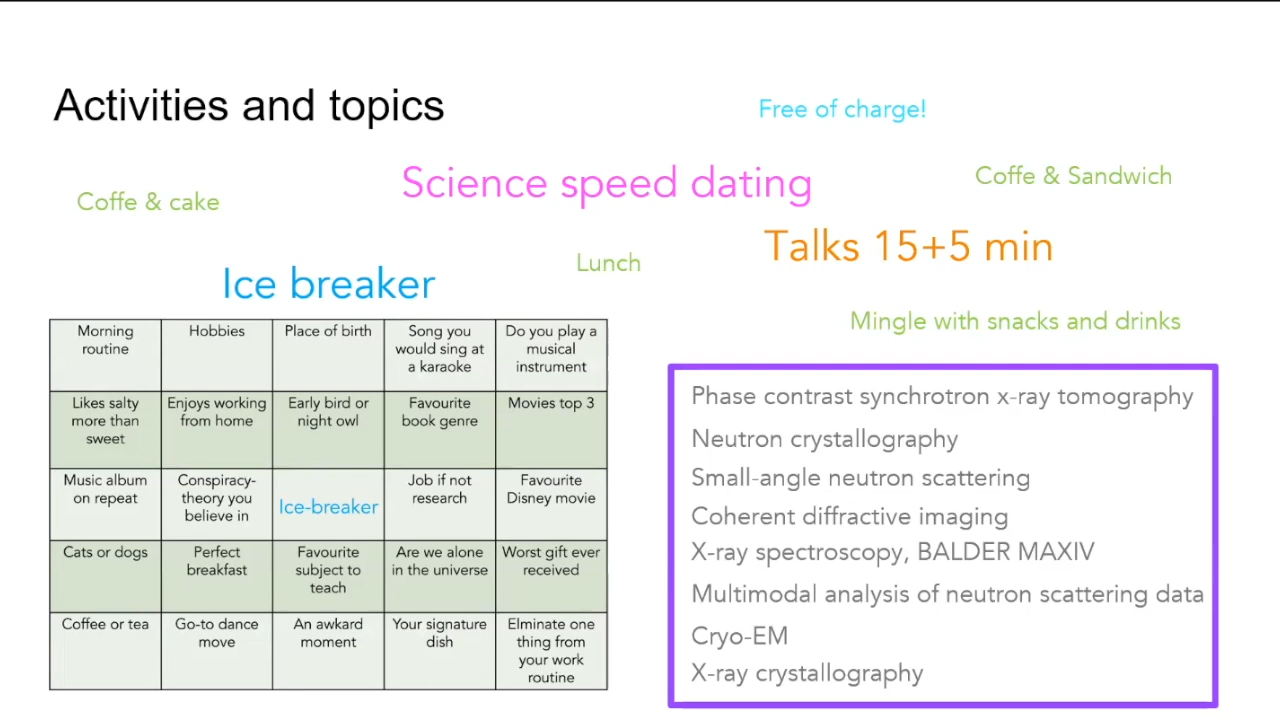 Activities and topics
Free of charge!
Science speed dating
Coffe & Sandwich
Coffe & cake
Talks 15+5 min
Lunch
Ice breaker
Mingle with snacks and drinks
Morning
routine
Hobbies
Place of birth
Song you
would sing at
a karaoke
Do you play a
musical
instrument
Likes salty
more than
sweet
Enjoys working
from home
Early bird or
night owl
Favourite
book genre
Movies top 3
Music album
on repeat
Conspiracy-
theory you
believe in
Ice-breaker
Job if not
research
Favourite
Disney movie
Cats or dogs
Perfect
breakfast
Favourite
subject to
teach
Are we alone
in the universe
Worst gift ever
received
Coffee or tea
Go-to dance
move
An awkard
moment
Your signature
dish
Elminate one
thing from
your work
routine
Phase contrast synchrotron x-ray tomography
Neutron crystallography
Small-angle neutron scattering
Coherent diffractive imaging
X-ray spectroscopy, BALDER MAXIV
Multimodal analysis of neutron scattering data
Cryo-EM
X-ray crystallography